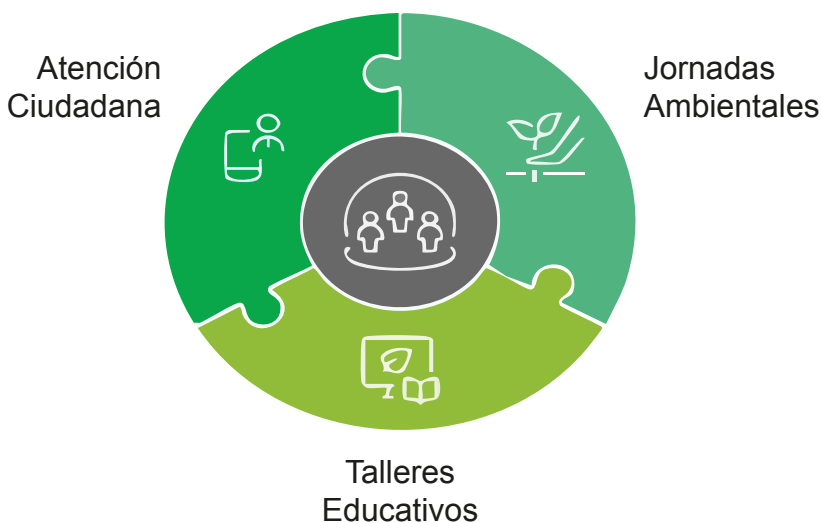 Atención
Ciudadana
Jornadas
Ambientales
Talleres
Educativos